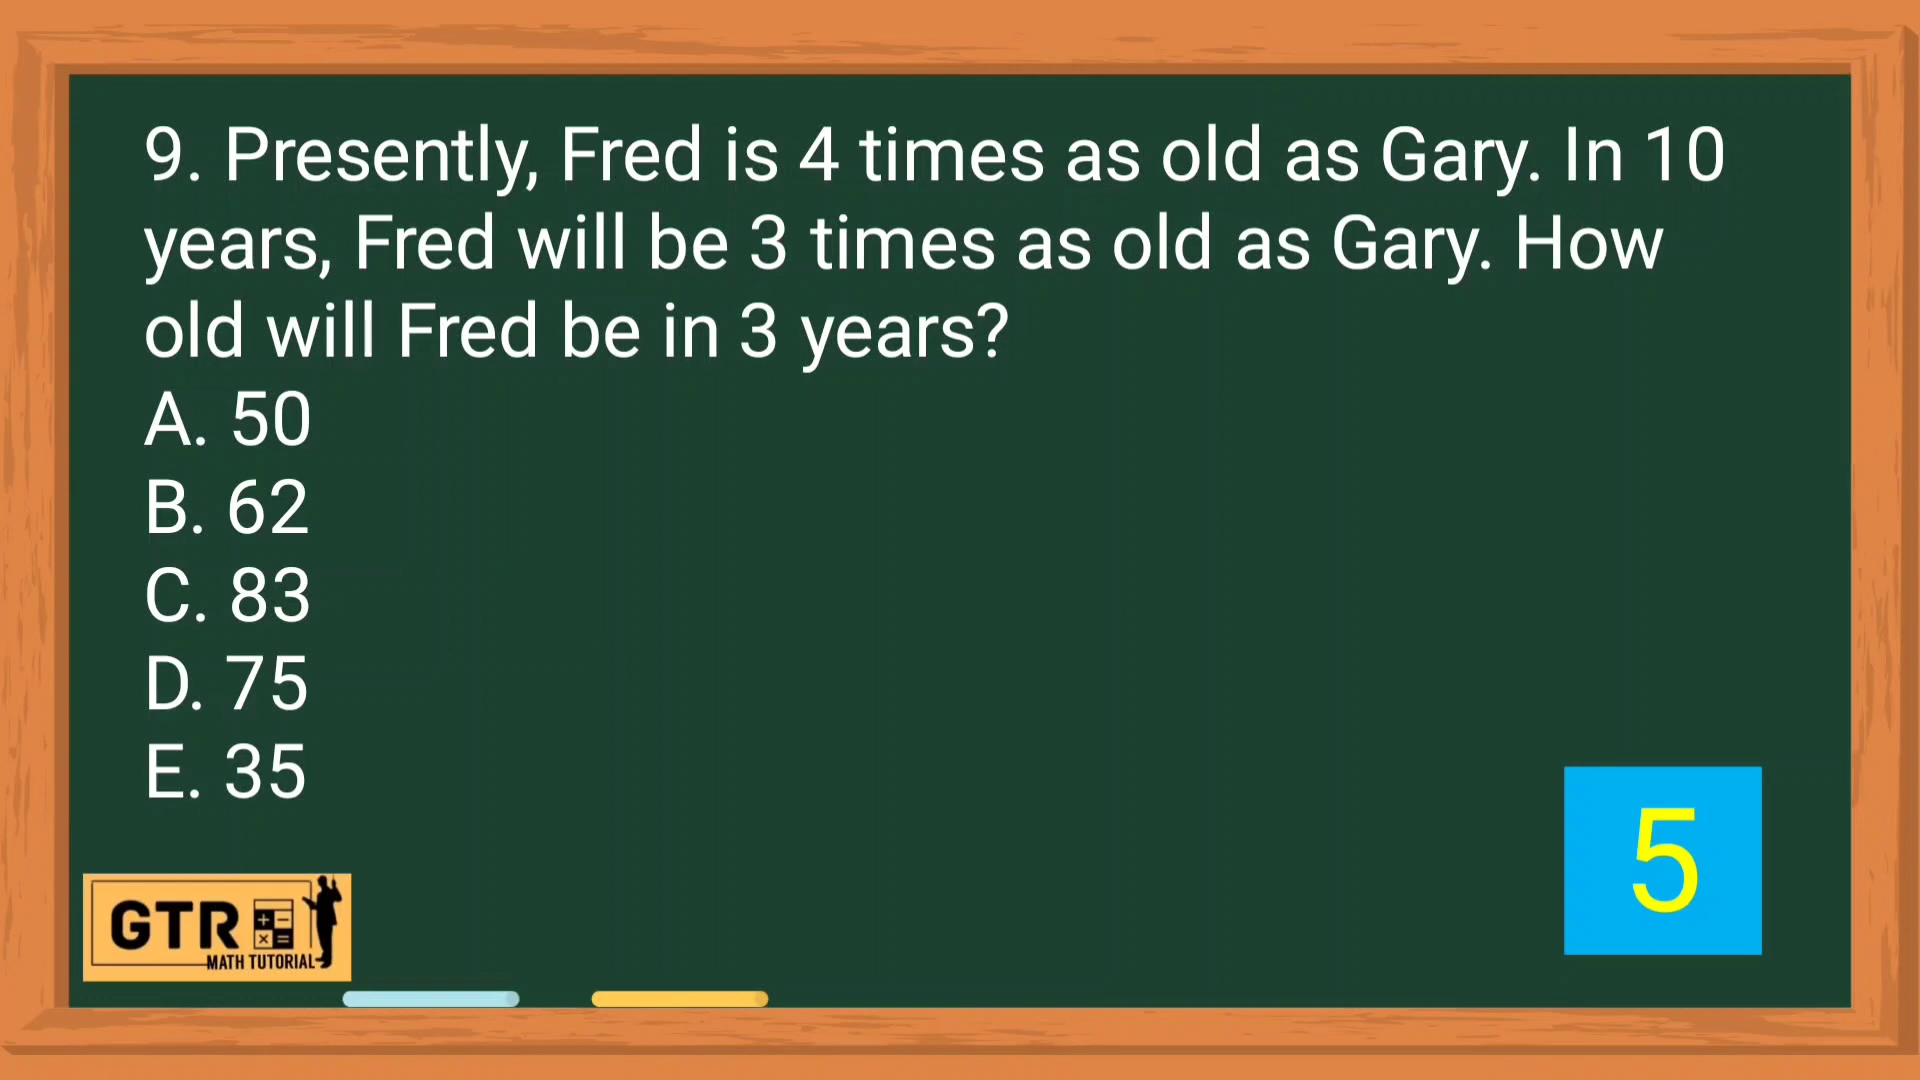 9. Presently, Fred is 4 times as old as Gary. In 10
years, Fred will be 3 times as old as Gary. How
old will Fred be in 3 years?
A. 50
B. 62
C. 83
D. 75
E. 35
5
GTR
MATH TUTORIAL